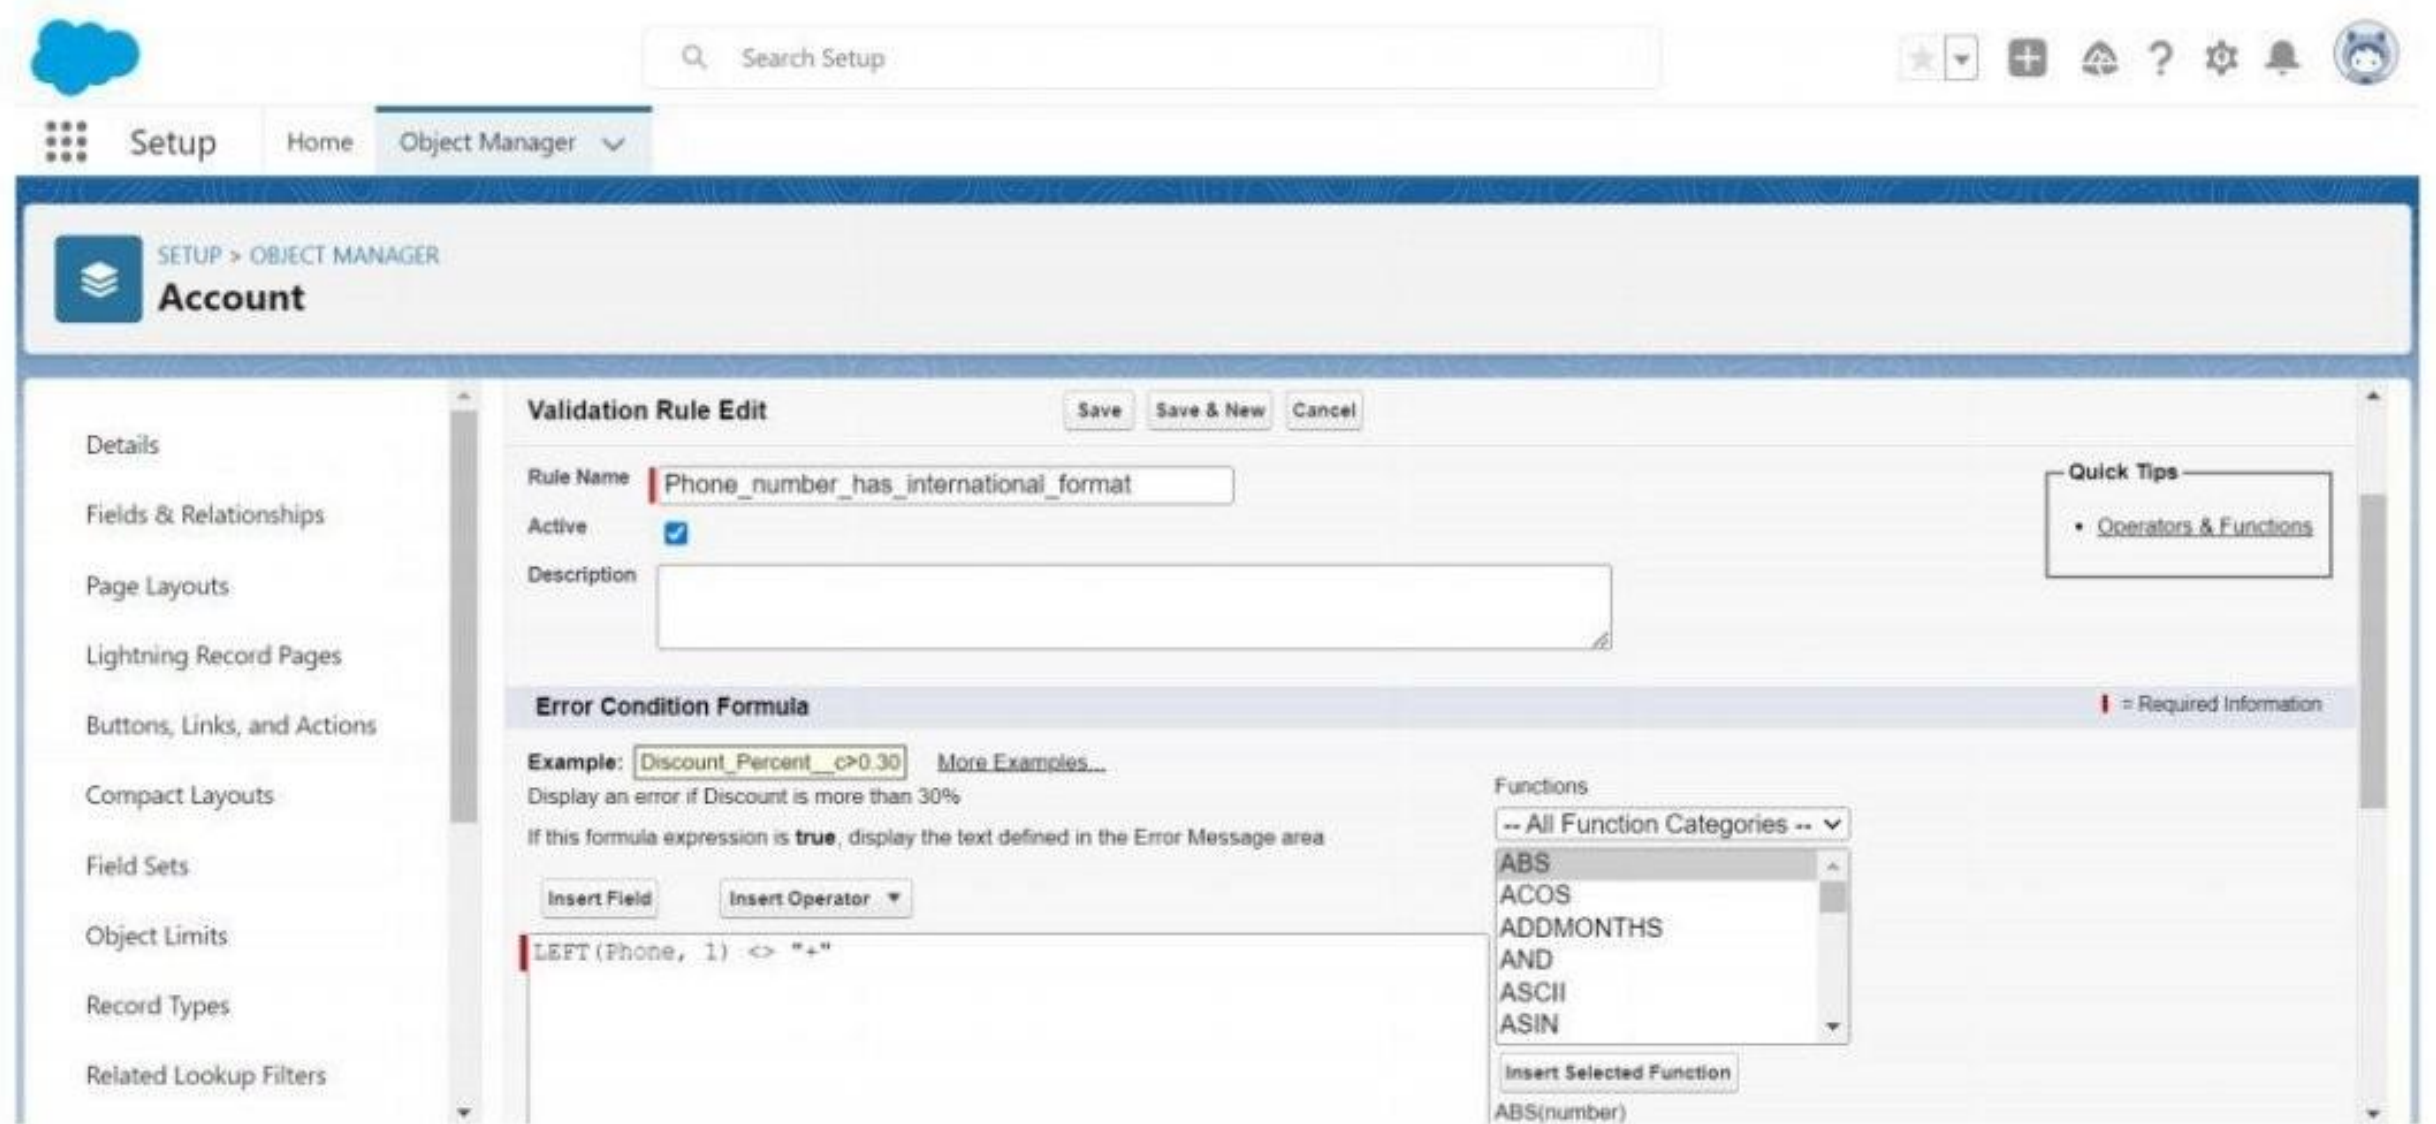 Search Setup
Setup
Home
Object Manager
SETUP > OBJECT MANAGER
Account
Details
Fields & Relationships
Page Layouts
Lightning Record Pages
Buttons, Links, and Actions
Compact Layouts
Field Sets
Object Limits
Record Types
Related Lookup Filters
Validation Rule Edit
Save
Save & New
Cancel
Rule Name
Phone_number_has_international_format
Active
Description
Quick Tips
• Operators & Functions
Error Condition Formula
= Required Information
Example: Discount_Percent__c>0.30 More Examples...
Display an error if Discount is more than 30%
If this formula expression is true, display the text defined in the Error Message area
Insert Field
Insert Operator
LEFT(Phone, 1) <> "+"
Functions
-- All Function Categories --
ABS
ACOS
ADDMONTHS
AND
ASCII
ASIN
Insert Selected Function
ABS(number)